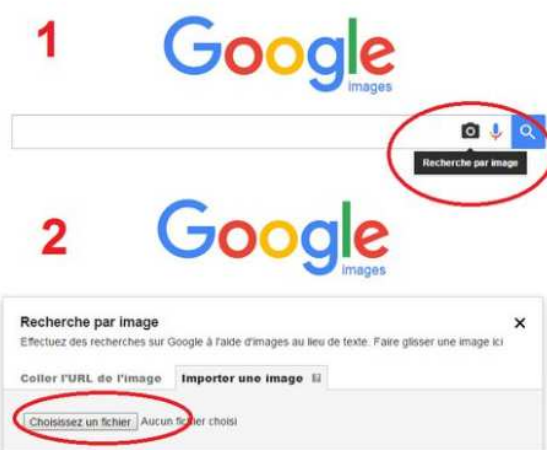 1
Google
images
Recherche par image
2
Google
images
Recherche par image
Effectuez des recherches sur Google à l'aide d'images au lieu de texte. Faire glisser une image ici
Coller l'URL de l'image Importer une image
Choisissez un fichier Aucun fichier choisi